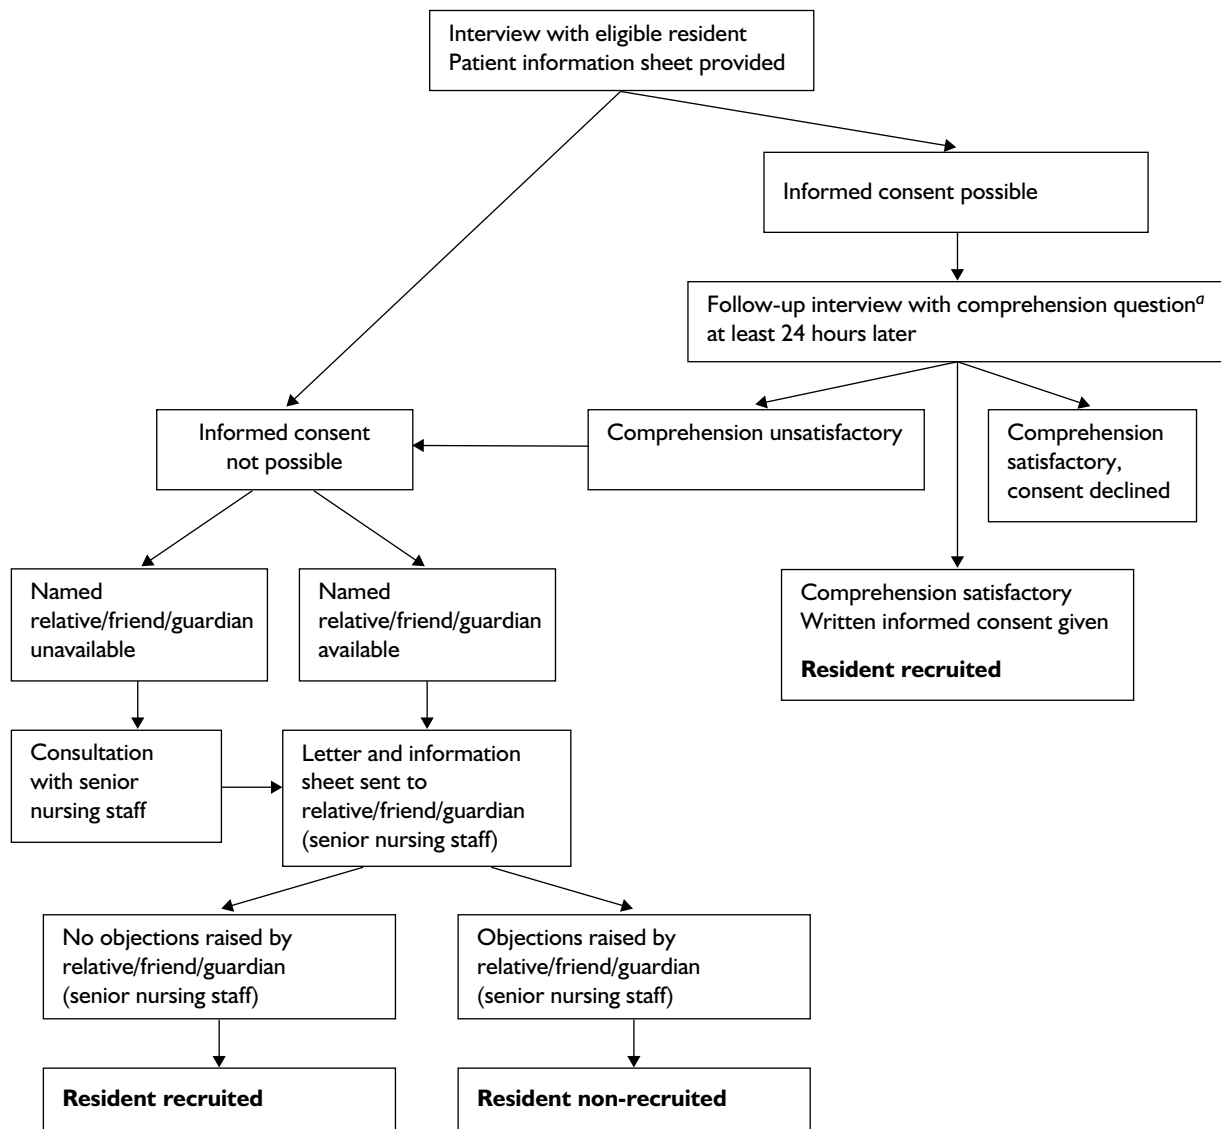 Interview with eligible resident
Patient information sheet provided
Informed consent possible
Follow-up interview with comprehension questionᵃ
at least 24 hours later
Informed consent
not possible
Comprehension unsatisfactory
Comprehension
satisfactory,
consent declined
Named
relative/friend/guardian
unavailable
Named
relative/friend/guardian
available
Comprehension satisfactory
Written informed consent given
Resident recruited
Consultation
with senior
nursing staff
Letter and information
sheet sent to
relative/friend/guardian
(senior nursing staff)
No objections raised by
relative/friend/guardian
(senior nursing staff)
Objections raised by
relative/friend/guardian
(senior nursing staff)
Resident recruited
Resident non-recruited